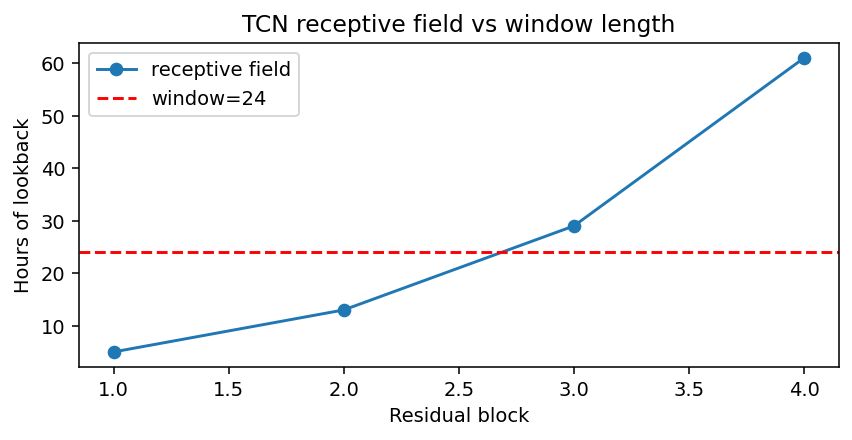 TCN receptive field vs window length
receptive field
window=24
Hours of lookback
60
50
40
30
20
10
1.0 1.5 2.0 2.5 3.0 3.5 4.0
Residual block